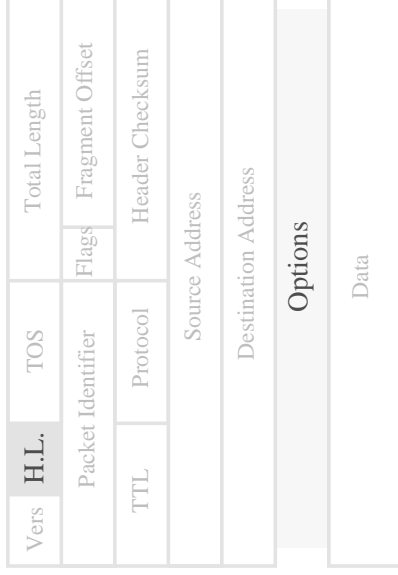 Vers H.L. TOS Total Length
Packet Identifier Flags Fragment Offset
TTL Protocol Header Checksum
Source Address
Destination Address
Options
Data